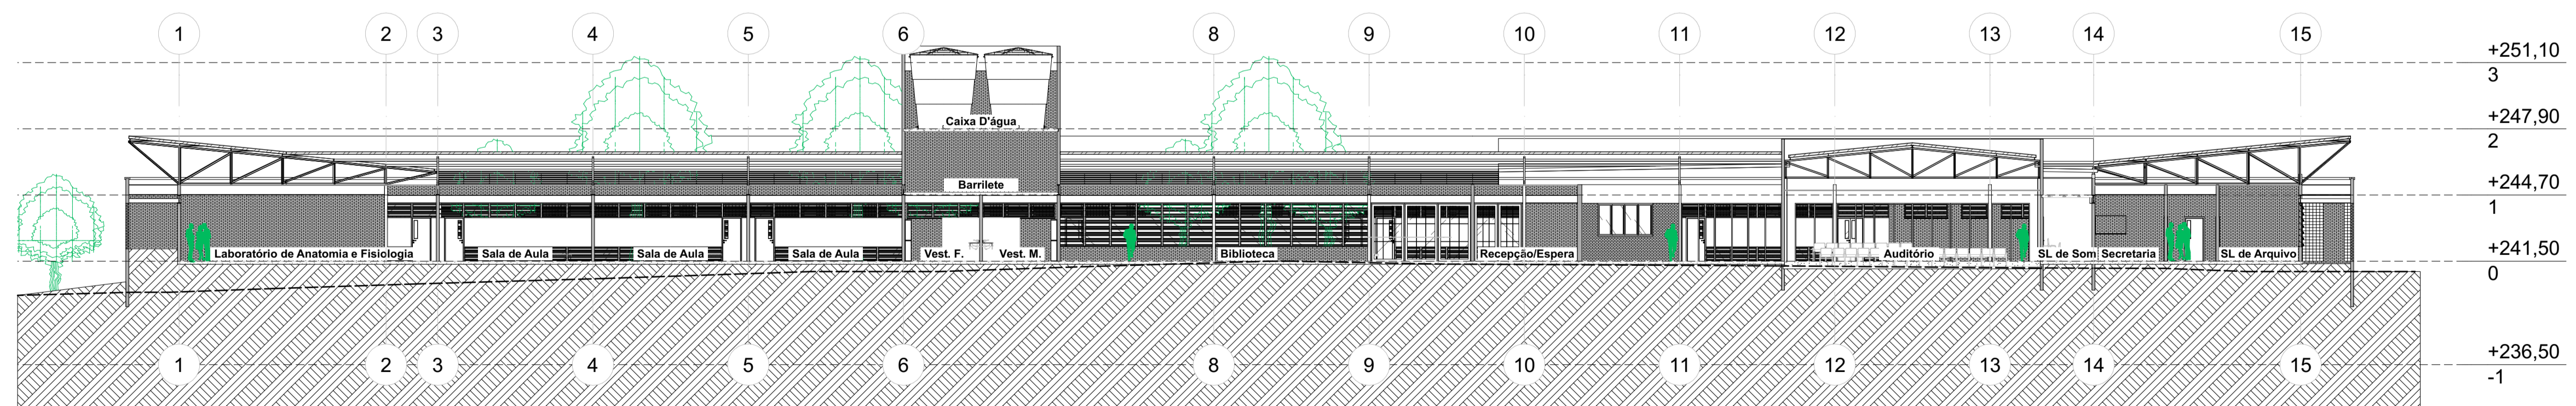 1 2 3 4 5 6 8 9 10 11 12 13 14 15
+251,10
3
Caixa D'água
+247,90
2
Barrilete
+244,70
1
Laboratório de Anatomia e Fisiologia Sala de Aula Sala de Aula Sala de Aula Vest. F. Vest. M. Biblioteca Recepção/Espera Auditório SL de Som Secretaria SL de Arquivo
+241,50
0
1 2 3 4 5 6 8 9 10 11 12 13 14 15
+236,50
-1